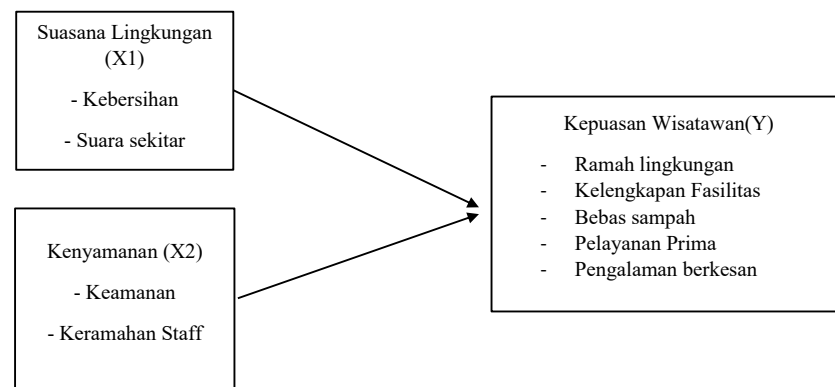 Suasana Lingkungan
(X1)
- Kebersihan
- Suara sekitar
Kenyamanan (X2)
- Keamanan
- Keramahan Staff
Kepuasan Wisatawan(Y)
- Ramah lingkungan
- Kelengkapan Fasilitas
- Bebas sampah
- Pelayanan Prima
- Pengalaman berkesan